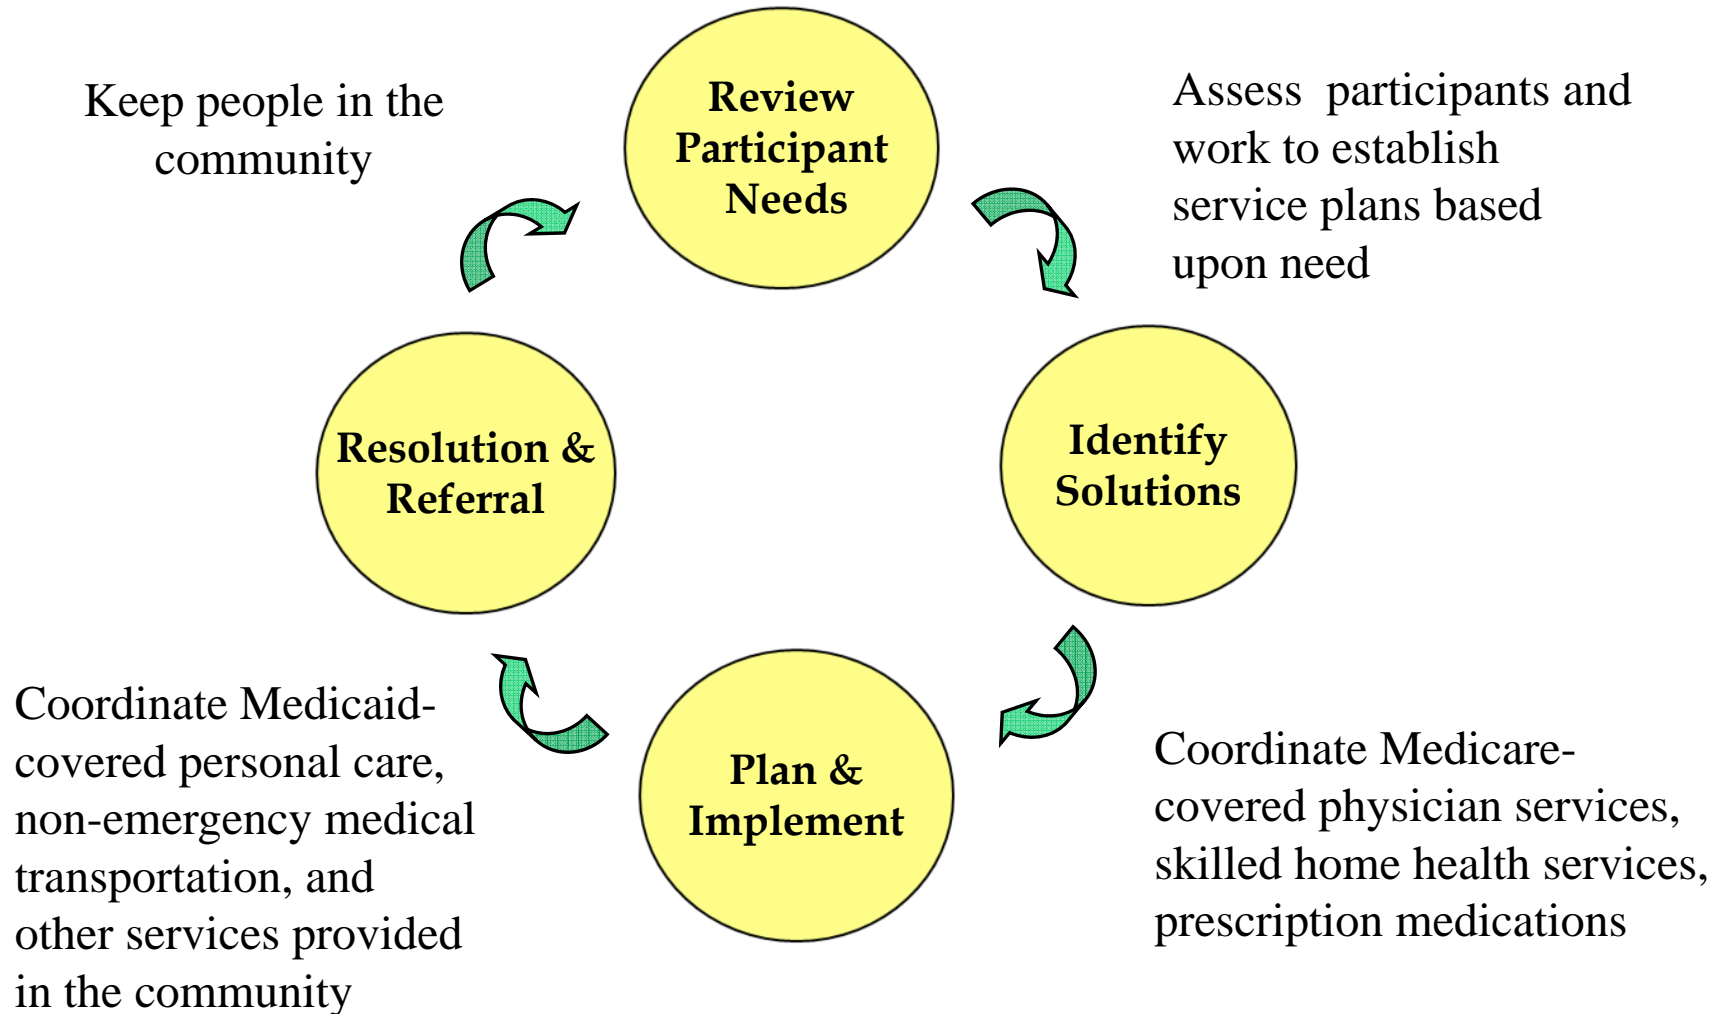 Review
Participant
Needs
Assess participants and
work to establish
service plans based
upon need
Identify
Solutions
Coordinate Medicare-
covered physician services,
skilled home health services,
prescription medications
Plan &
Implement
Coordinate Medicaid-
covered personal care,
non-emergency medical
transportation, and
other services provided
in the community
Resolution &
Referral
Keep people in the
community